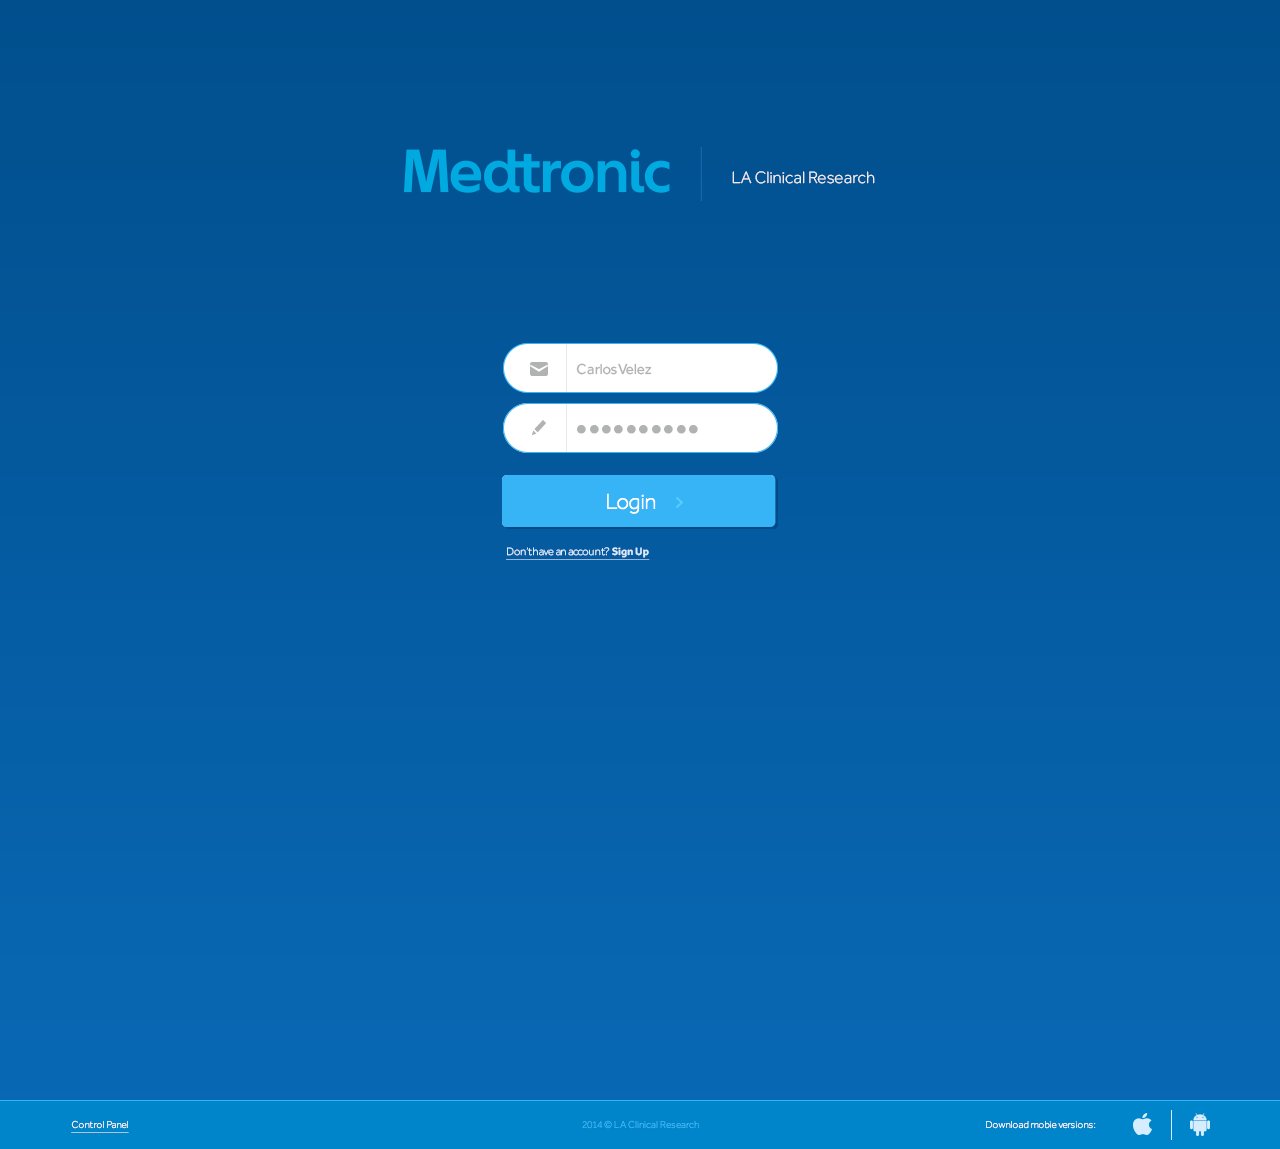 Medtronic
LA Clinical Research
Carlos Velez
Login
Don't have an account? Sign Up
Control Panel
2014 © LA Clinical Research
Download mobie versions: